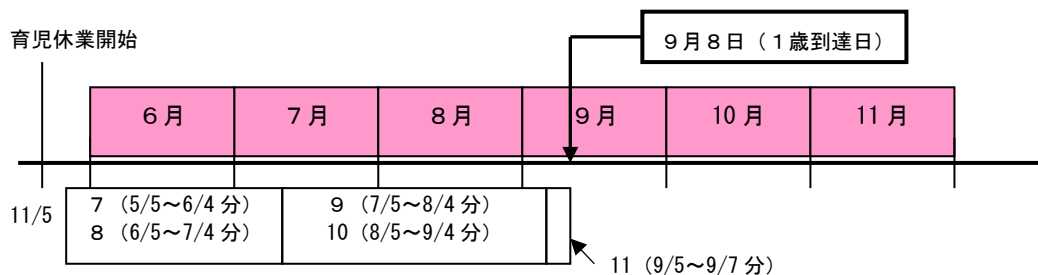 育児休業開始
９月８日（１歳到達日）
６月
７月
８月
９月
10月
11月
11/5
７（5/5～6/4 分）
８（6/5～7/4 分）
９（7/5～8/4 分）
10（8/5～9/4 分）
11（9/5～9/7 分）